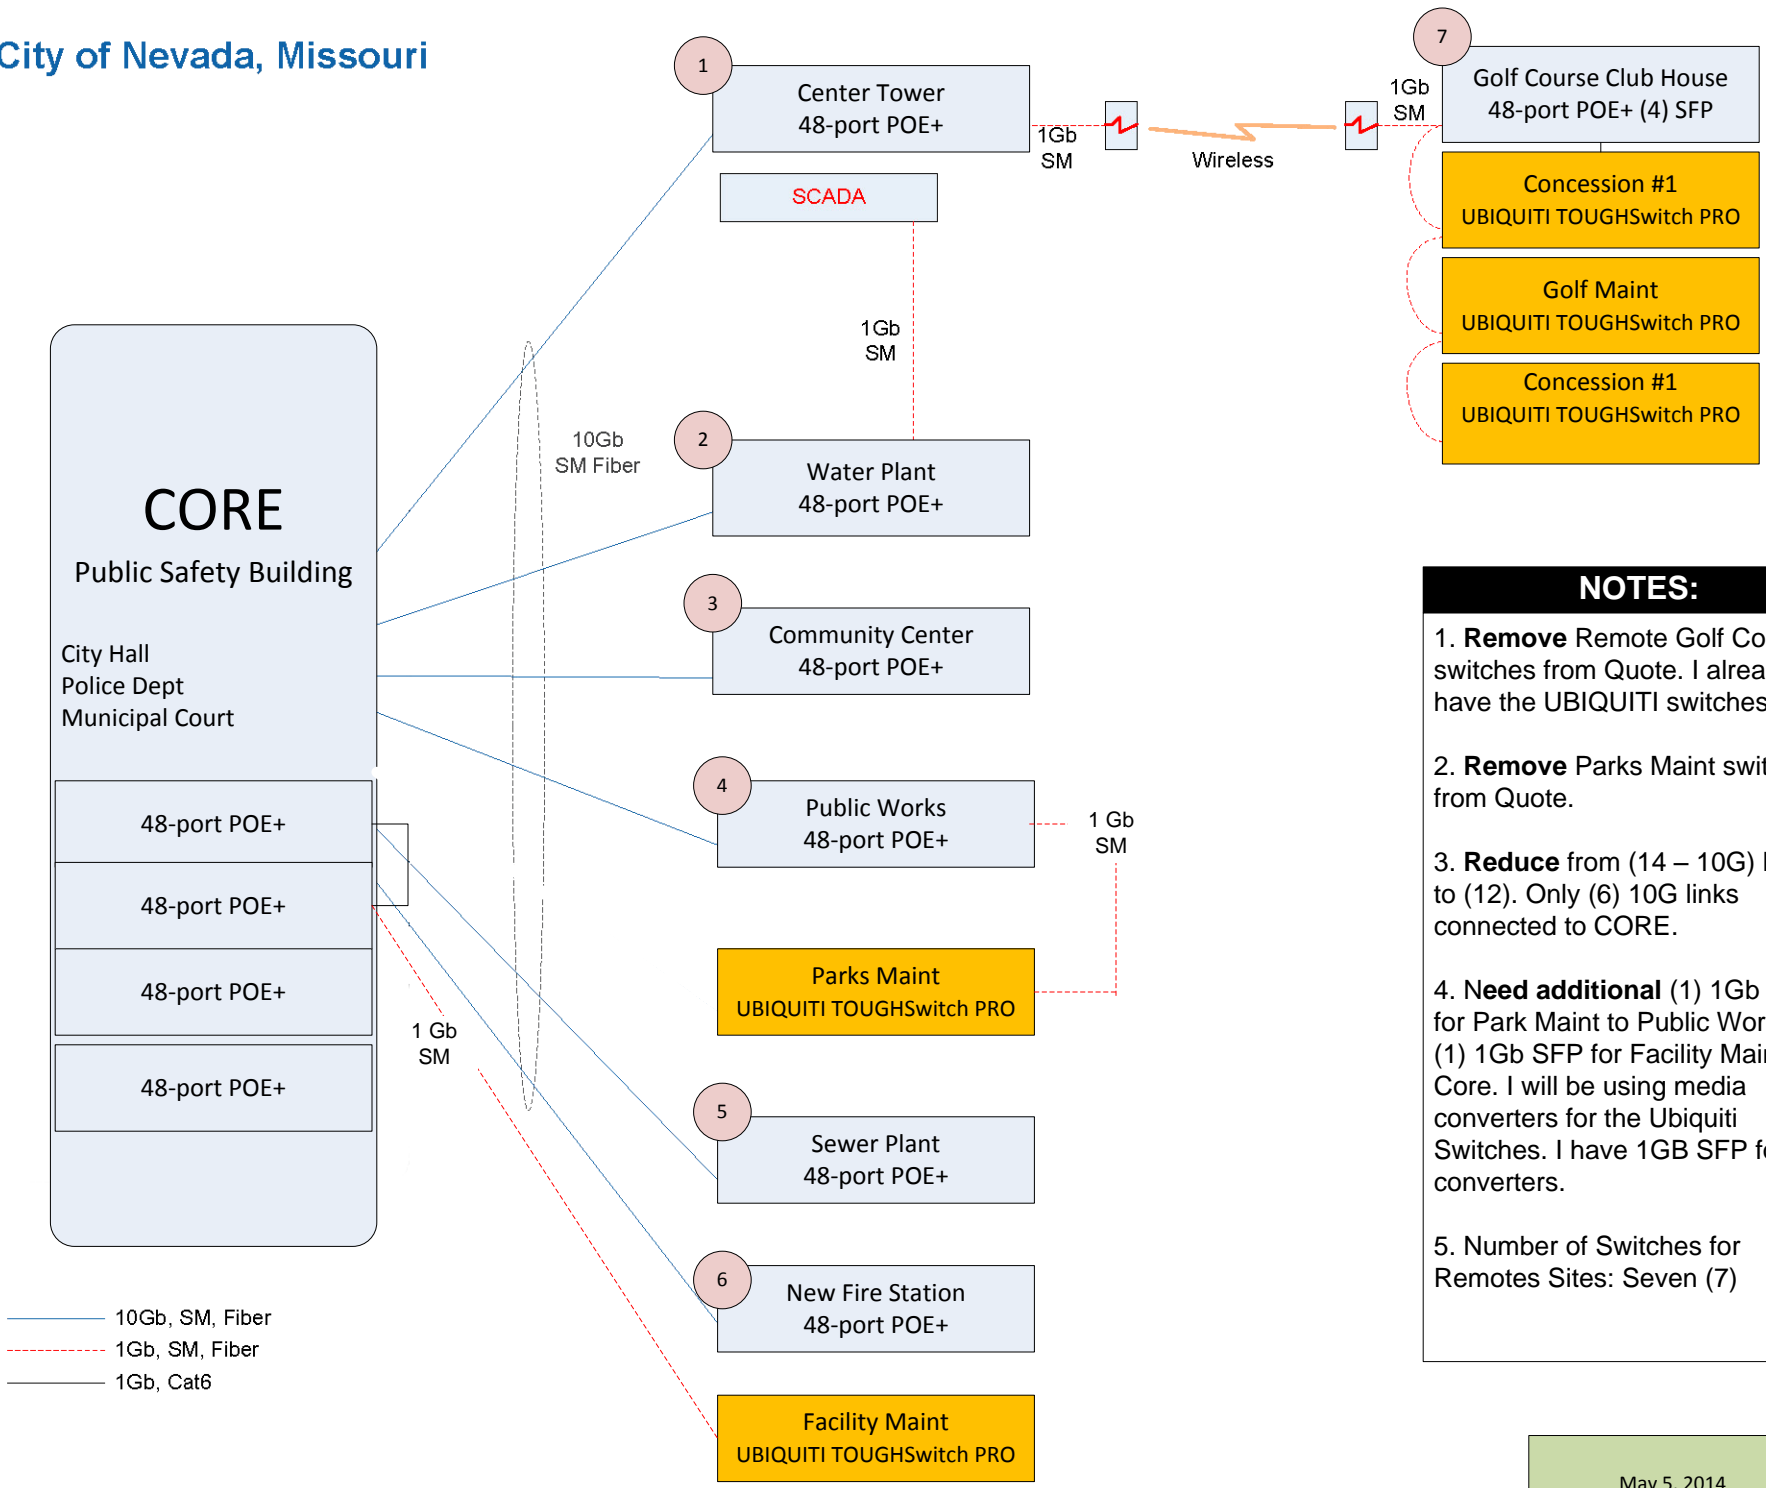 City of Nevada, Missouri
1
Center Tower
48-port POE+
1Gb
SM
Wireless
1Gb
SM
7
Golf Course Club House
48-port POE+ (4) SFP
Concession #1
UBIQUITI TOUGHSwitch PRO
Golf Maint
UBIQUITI TOUGHSwitch PRO
Concession #1
UBIQUITI TOUGHSwitch PRO
SCADA
1Gb
SM
10Gb
SM Fiber
2
Water Plant
48-port POE+
3
Community Center
48-port POE+
4
Public Works
48-port POE+
1 Gb
SM
Parks Maint
UBIQUITI TOUGHSwitch PRO
5
Sewer Plant
48-port POE+
6
New Fire Station
48-port POE+
Facility Maint
UBIQUITI TOUGHSwitch PRO
CORE
Public Safety Building
City Hall
Police Dept
Municipal Court
48-port POE+
48-port POE+
48-port POE+
48-port POE+
1 Gb
SM
10Gb, SM, Fiber
1Gb, SM, Fiber
1Gb, Cat6
NOTES:
1. Remove Remote Golf
switches from Quote. I
have the UBIQUITI switches
2. Remove Parks Maint
from Quote.
3. Reduce from (14 – 10G)
to (12). Only (6) 10G links
connected to CORE.
4. Need additional (1) 1Gb
for Park Maint to Public
(1) 1Gb SFP for Facility
Core. I will be using media
converters for the Ubiquiti
Switches. I have 1GB SFP
converters.
5. Number of Switches for
Remotes Sites: Seven (7)
May 5, 2014